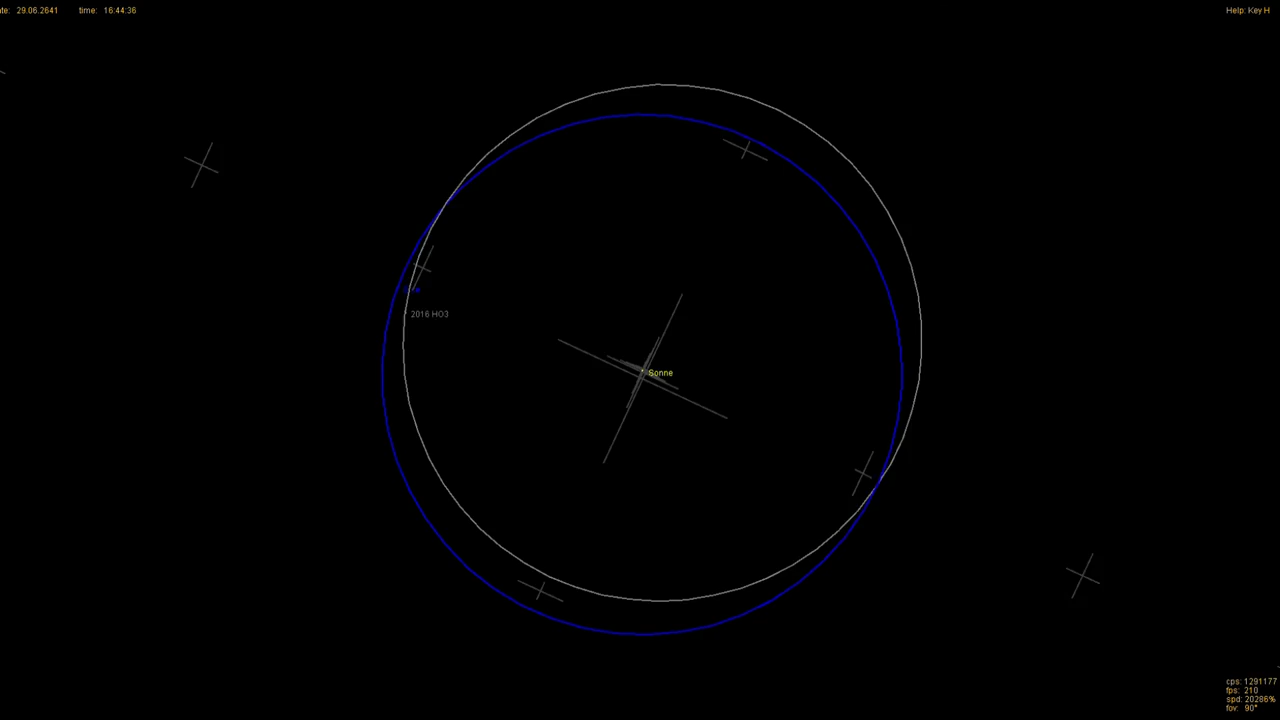 te: 29.06.2641 time: 16:44:36
Help: Key H
2016 HO3
Sonne
cps: 1291177
fps: 210
spd: 20286%
fov: 90°